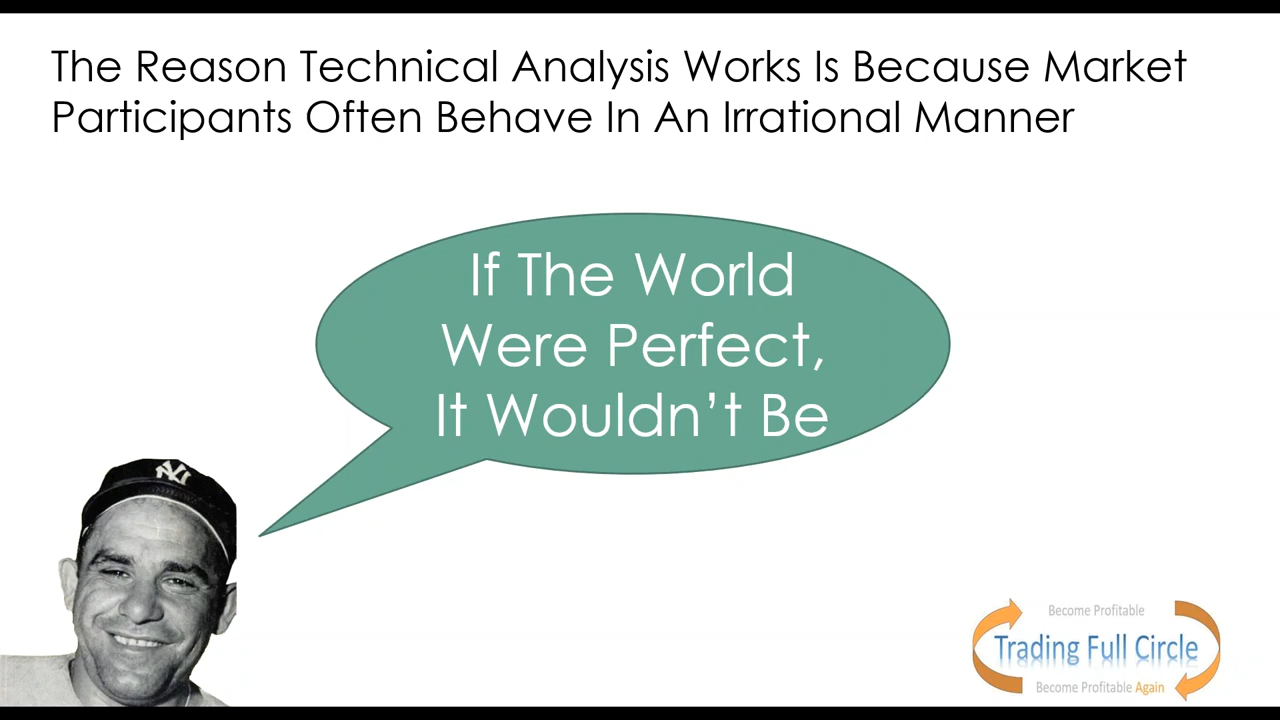 The Reason Technical Analysis Works Is Because Market
Participants Often Behave In An Irrational Manner
If The World
Were Perfect,
It Wouldn't Be
NY
Become Profitable
Trading Full Circle
Become Profitable Again